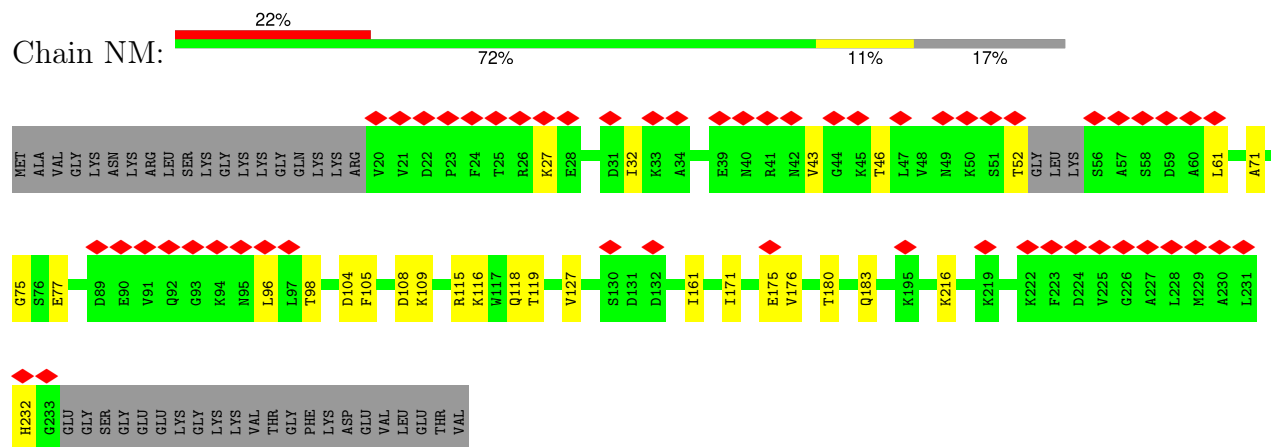 22%
Chain NM:
72% 11% 17%
MET ALA VAL GLY LYS ASN LYS ARG LEU SER LYS GLY LYS LYS GLY GLN LYS LYS ARG V20 V21 D22 P23 F24 T25 R26 K27 E28 D31 I32 K33 A34 E39 N40 R41 N42 V43 G44 K45 T46 L47 V48 N49 K50 S51 T52 GLY LEU LYS S56 A57 S58 D59 A60 L61 A71
G75 S76 E77 D89 E90 V91 Q92 G93 K94 N95 L96 L97 T98 D104 F105 D108 K109 R115 K116 W117 Q118 T119 V127 S130 D131 D132 I161 I171 E175 V176 T180 Q183 K195 K216 K219 K222 F223 D224 V225 G226 A227 L228 M229 A230 L231
H232 G233 GLU GLY SER GLY GLU GLU LYS GLY LYS LYS VAL THR GLY PHE LYS ASP GLU VAL LEU GLU THR VAL